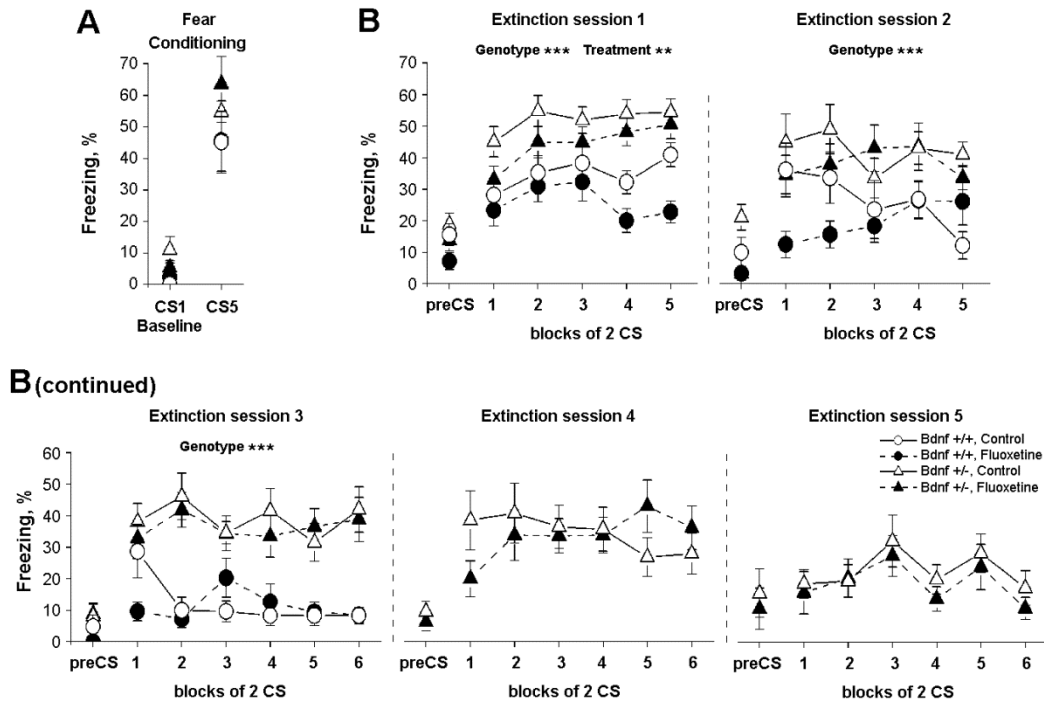 A
Fear
Conditioning
Freezing, %
70
60
50
40
30
20
10
0
CS1
Baseline
CS5
B
Extinction session 1
Genotype *** Treatment **
Freezing, %
70
60
50
40
30
20
10
0
preCS 1 2 3 4 5
blocks of 2 CS
Extinction session 2
Genotype ***
preCS 1 2 3 4 5
blocks of 2 CS
B (continued)
Extinction session 3
Genotype ***
Freezing, %
60
50
40
30
20
10
0
preCS 1 2 3 4 5 6
blocks of 2 CS
Extinction session 4
preCS 1 2 3 4 5 6
blocks of 2 CS
Extinction session 5
Bdnf +/+, Control
Bdnf +/+, Fluoxetine
Bdnf +/-, Control
Bdnf +/-, Fluoxetine
preCS 1 2 3 4 5 6
blocks of 2 CS